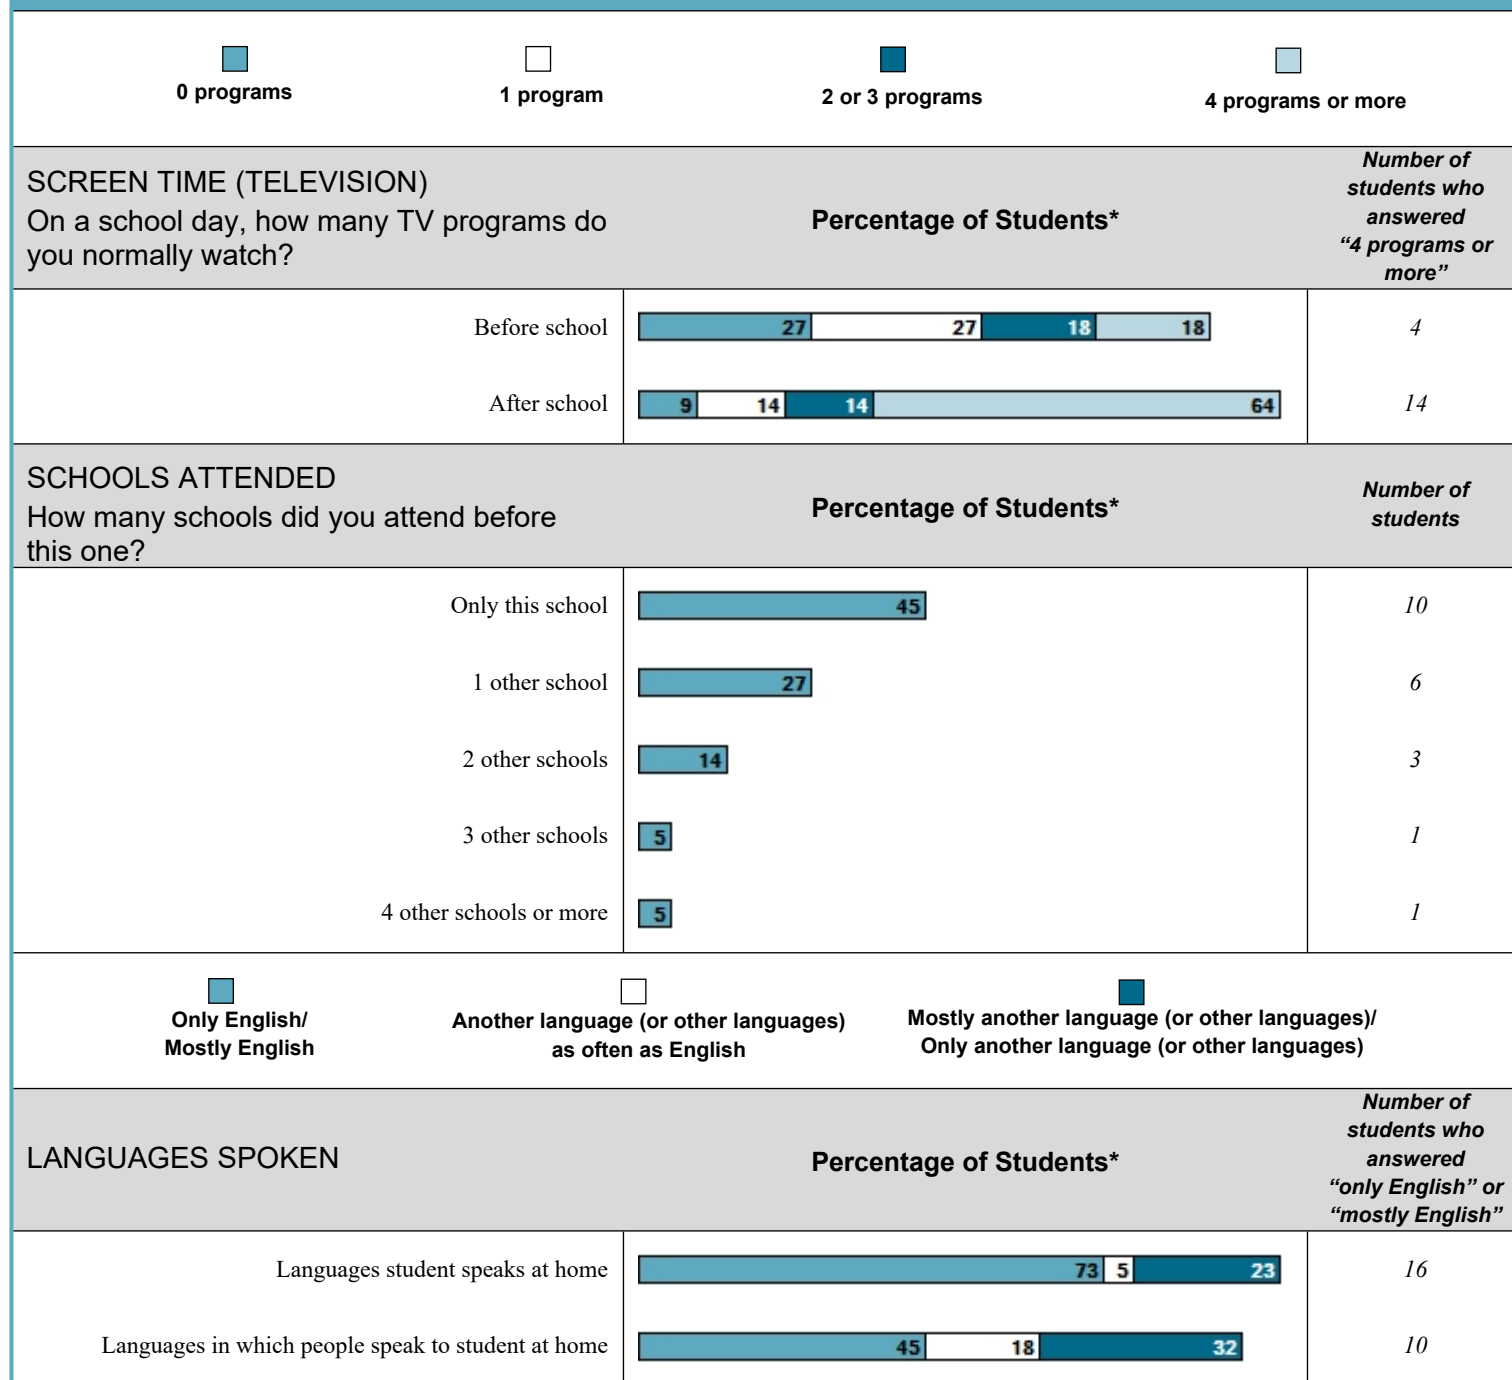 0 programs
1 program
2 or 3 programs
4 programs or more
SCREEN TIME (TELEVISION)
On a school day, how many TV programs do
you normally watch?
Percentage of Students*
Number of
students who
answered
“4 programs or
more”
Before school
27 27 18 18
4
After school
9 14 14 64
14
SCHOOLS ATTENDED
How many schools did you attend before
this one?
Percentage of Students*
Number of
students
Only this school
45
10
1 other school
27
6
2 other schools
14
3
3 other schools
5
1
4 other schools or more
5
1
Only English/
Mostly English
Another language (or other languages)
as often as English
Mostly another language (or other languages)/
Only another language (or other languages)
LANGUAGES SPOKEN
Percentage of Students*
Number of
students who
answered
“only English” or
“mostly English”
Languages student speaks at home
73 5 23
16
Languages in which people speak to student at home
45 18 32
10